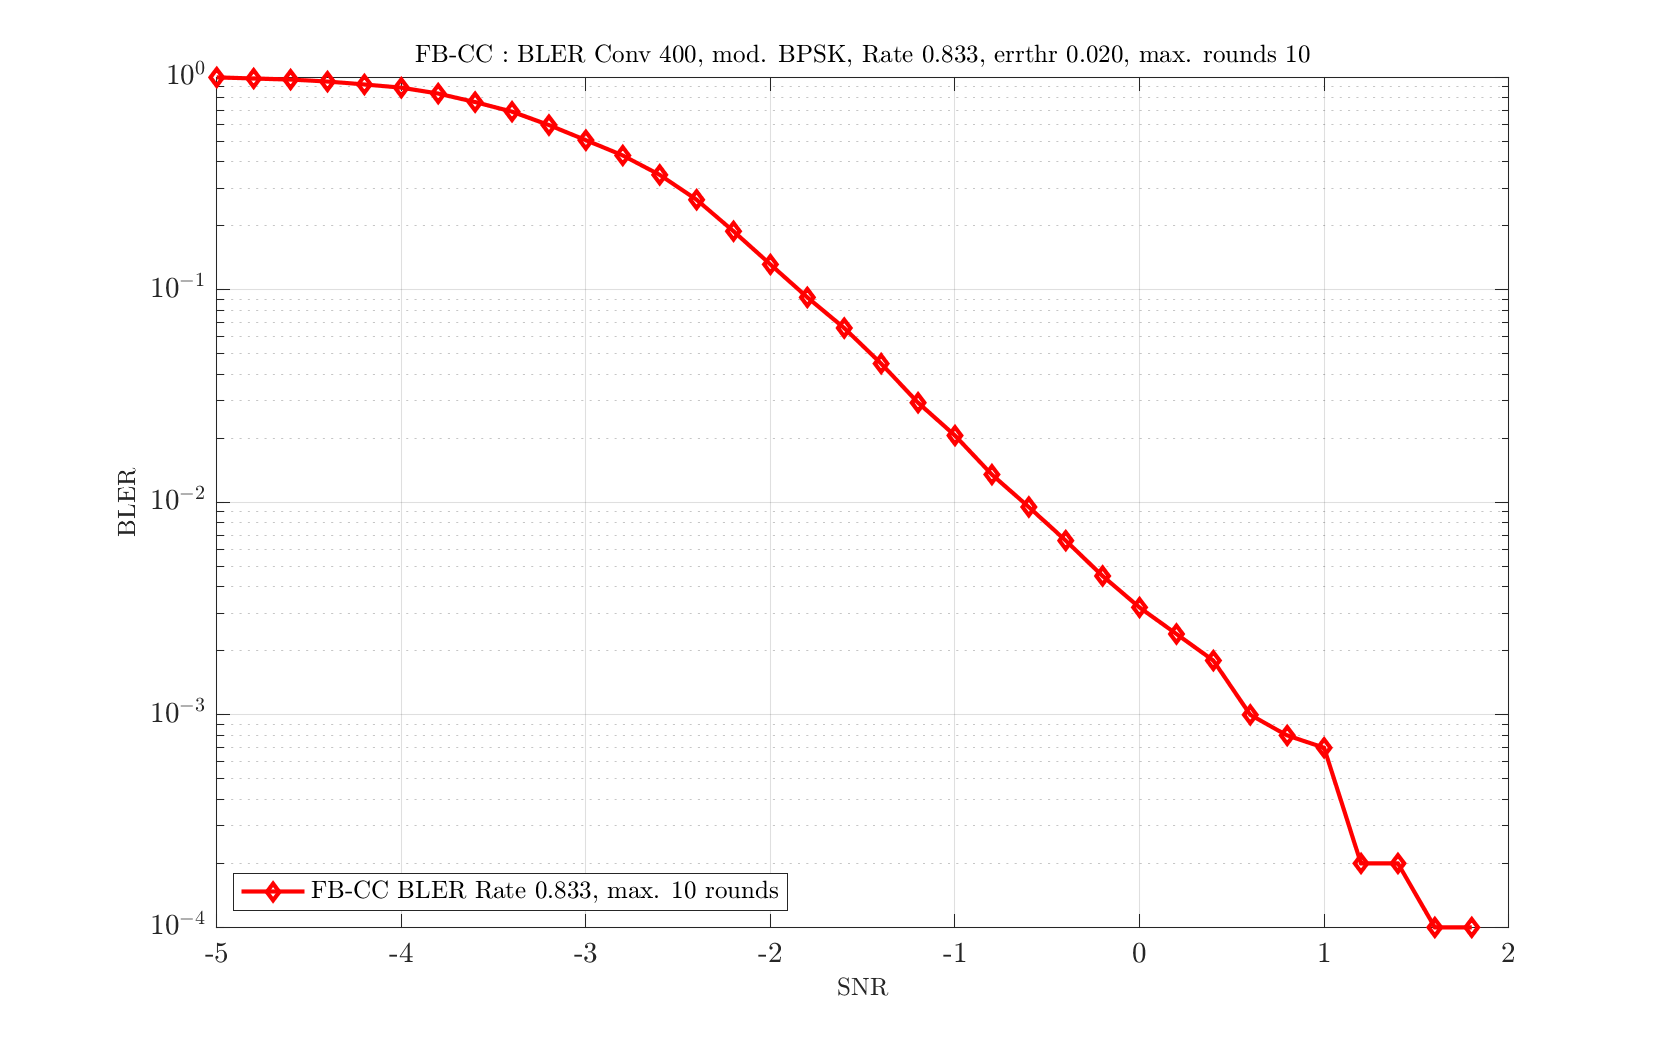 FB-CC : BLER Conv 400, mod. BPSK, Rate 0.833, errthr 0.020, max. rounds 10
10⁰
10⁻¹
10⁻²
10⁻³
10⁻⁴
BLER
FB-CC BLER Rate 0.833, max. 10 rounds
-5 -4 -3 -2 -1 0 1 2
SNR